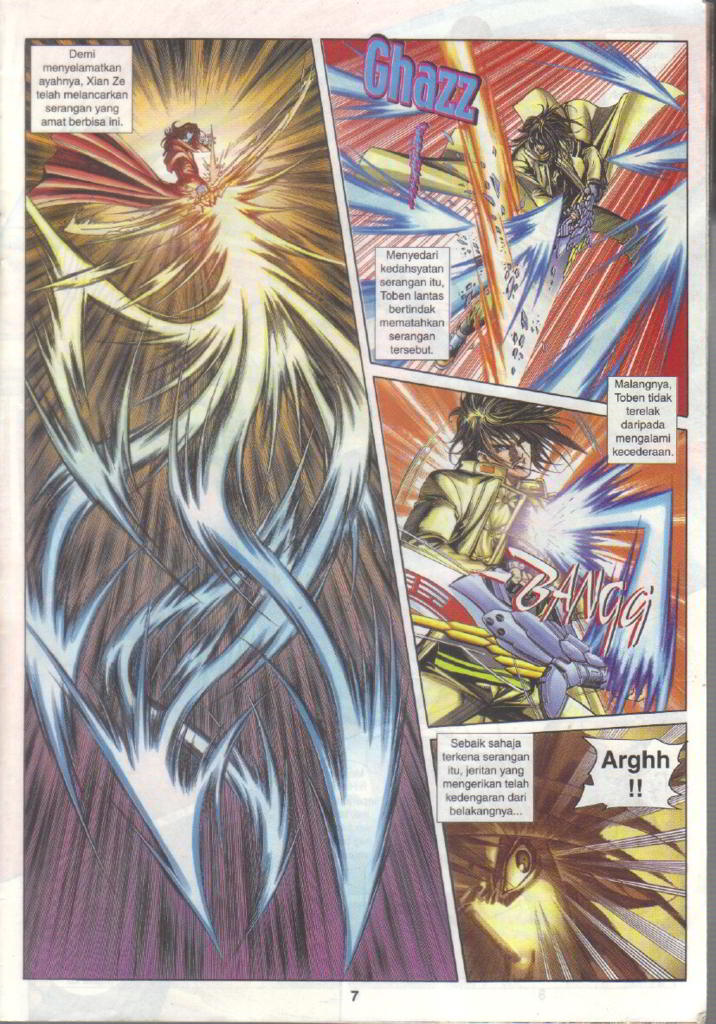 Demi
menyelamatkan
ayahnya, Xian Ze
telah melancarkan
serangan yang
amat berbisa ini.
Ghazz
Menyedari
kedahsyatan
serangan itu,
Toben lantas
bertindak
mematahkan
serangan
tersebut.
Malangnya,
Toben tidak
terelak
daripada
mengalami
kecederaan.
BANGG
Sebaik sahaja
terkena serangan
itu, jeritan yang
mengerikan telah
kedengaran dari
belakangnya...
Arghh
!!
7